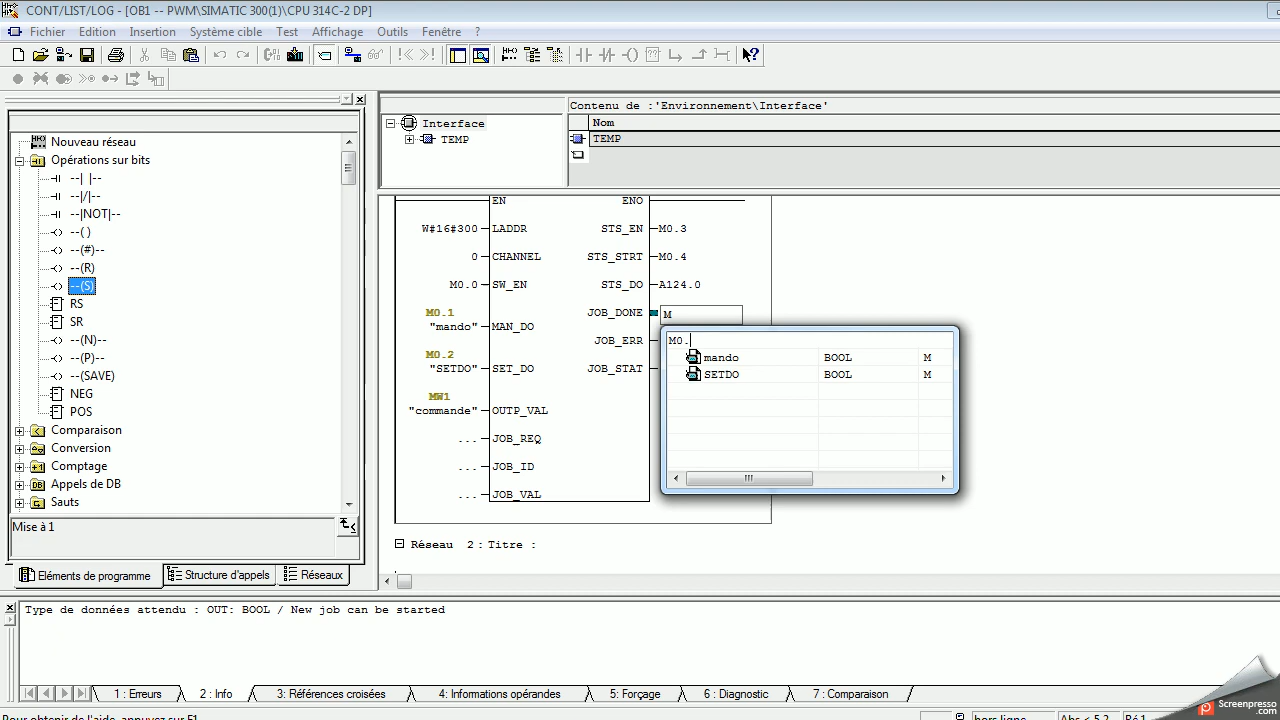 CONT/LIST/LOG - [OB1 -- PWM\SIMATIC 300(1)\CPU 314C-2 DP]
Fichier Edition Insertion Système cible Test Affichage Outils Fenêtre ?
Contenu de :'Environnement\Interface'
Interface
TEMP
Nom
TEMP
Nouveau réseau
Opérations sur bits
--| |--
--|/|--
--|NOT|--
--( )
--(#)--
--(R)
--(S)
RS
SR
--(N)--
--(P)--
--(SAVE)
NEG
POS
Comparaison
Conversion
Comptage
Appels de DB
Sauts
Mise à 1
Eléments de programme Structure d'appels Réseaux
EN ENO
W#16#300 LADDR STS_EN M0.3
0 CHANNEL STS_STRT M0.4
M0.0 SW_EN STS_DO A124.0
M0.1 JOB_DONE M
"mando" MAN_DO
JOB_ERR
M0.2
"SETDO" SET_DO JOB_STAT
MW1
"commande" OUTP_VAL
... JOB_REQ
... JOB_ID
... JOB_VAL
M0.
mando BOOL M
SETDO BOOL M
Réseau 2 : Titre :
Type de données attendu : OUT: BOOL / New job can be started
1 : Erreurs 2 : Info 3 : Références croisées 4 : Informations opérandes 5 : Forçage 6 : Diagnostic 7 : Comparaison
Pour obtenir de l'aide, appuyez sur F1
hors ligne Abs < 5.2
Screenpresso
.com